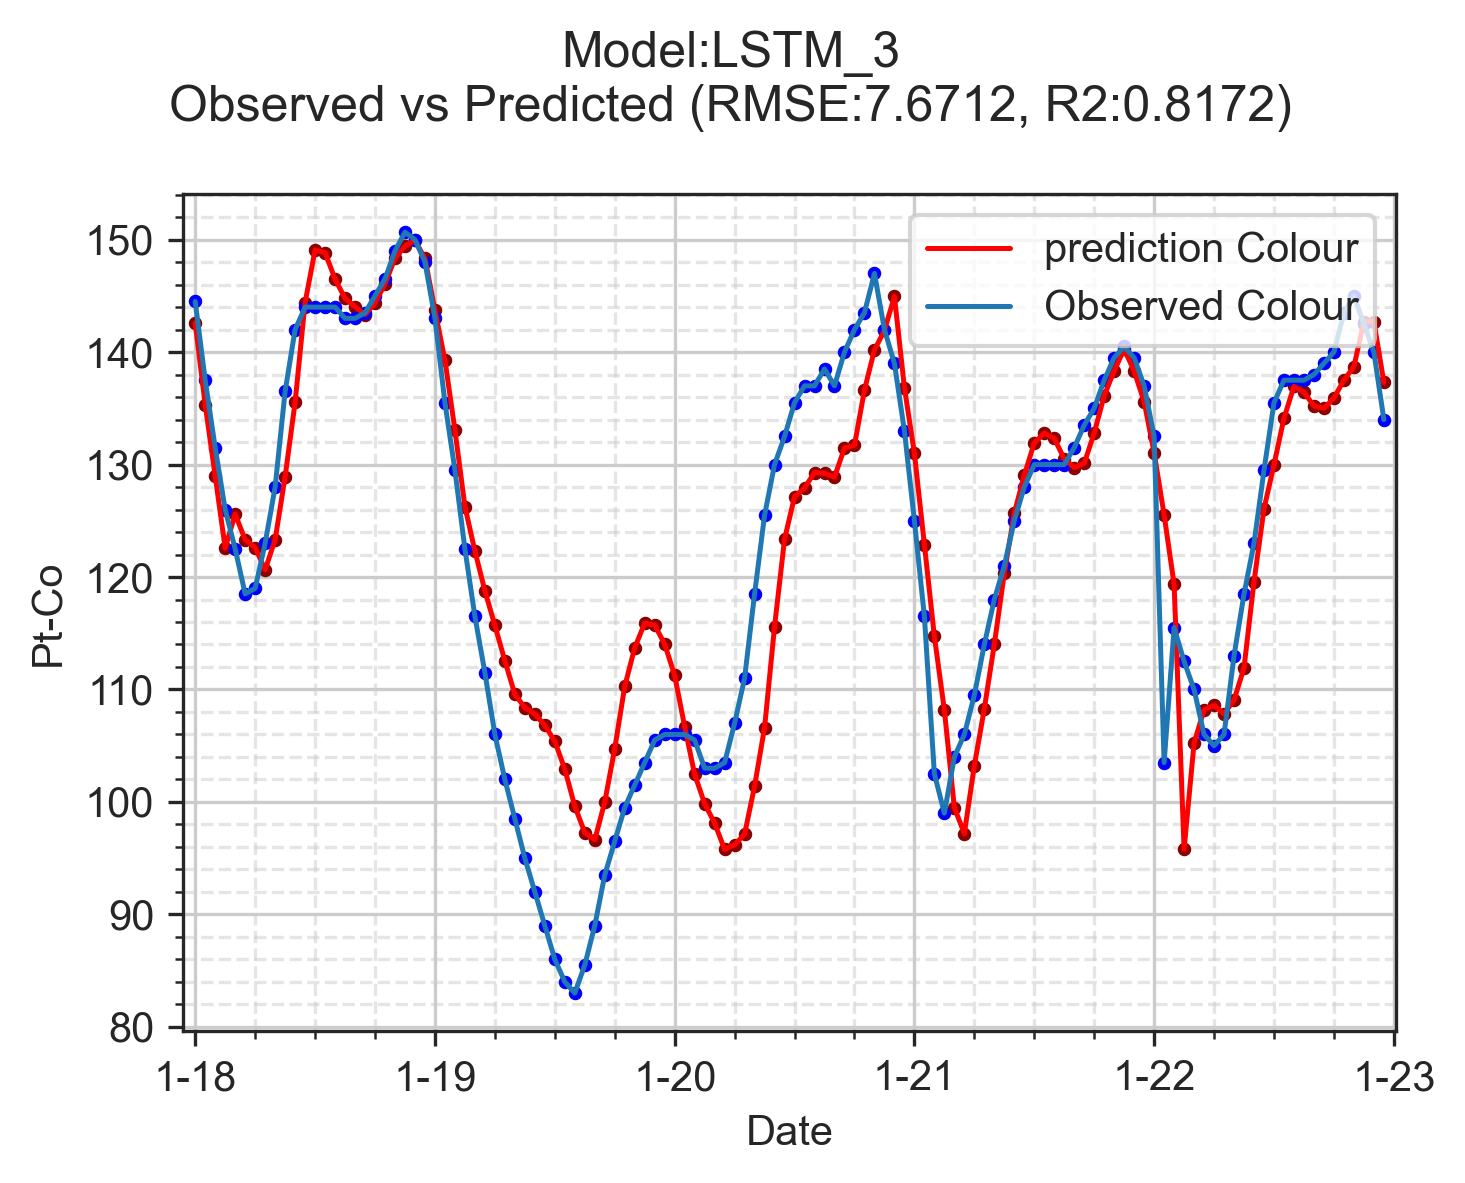 Model:LSTM_3
Observed vs Predicted (RMSE:7.6712, R2:0.8172)
prediction Colour
Observed Colour
Pt-Co
150
140
130
120
110
100
90
80
1-18 1-19 1-20 1-21 1-22 1-23
Date